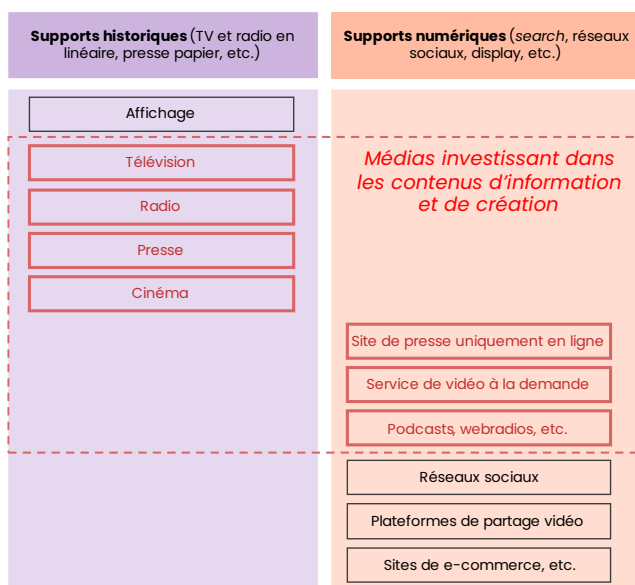 Supports historiques (TV et radio en
linéaire, presse papier, etc.)
Supports numériques (search, réseaux
sociaux, display, etc.)
Affichage
Télévision
Radio
Presse
Cinéma
Médias investissant dans
les contenus d'information
et de création
Site de presse uniquement en ligne
Service de vidéo à la demande
Podcasts, webradios, etc.
Réseaux sociaux
Plateformes de partage vidéo
Sites de e-commerce, etc.